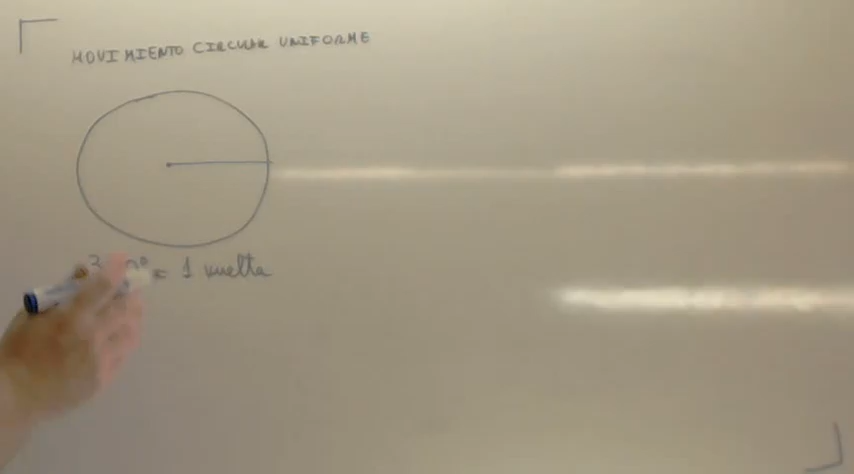 MOVIMIENTO CIRCULAR UNIFORME
= 1 vuelta